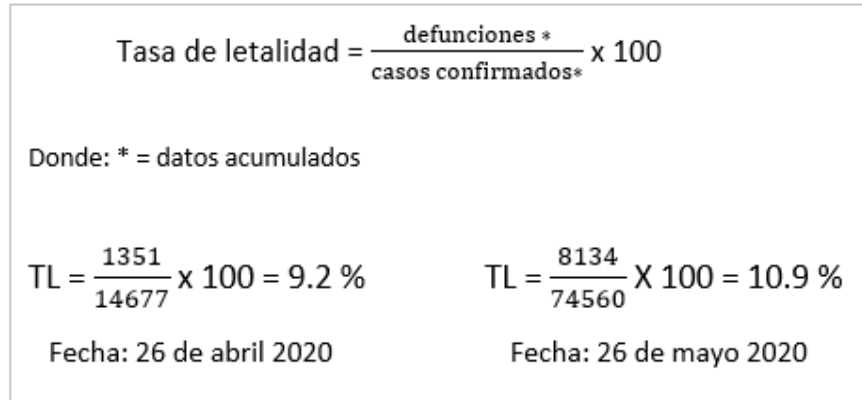 Tasa de letalidad = defunciones * / casos confirmados* x 100
Donde: * = datos acumulados
TL = 1351 / 14677 x 100 = 9.2 %
TL = 8134 / 74560 X 100 = 10.9 %
Fecha: 26 de abril 2020
Fecha: 26 de mayo 2020